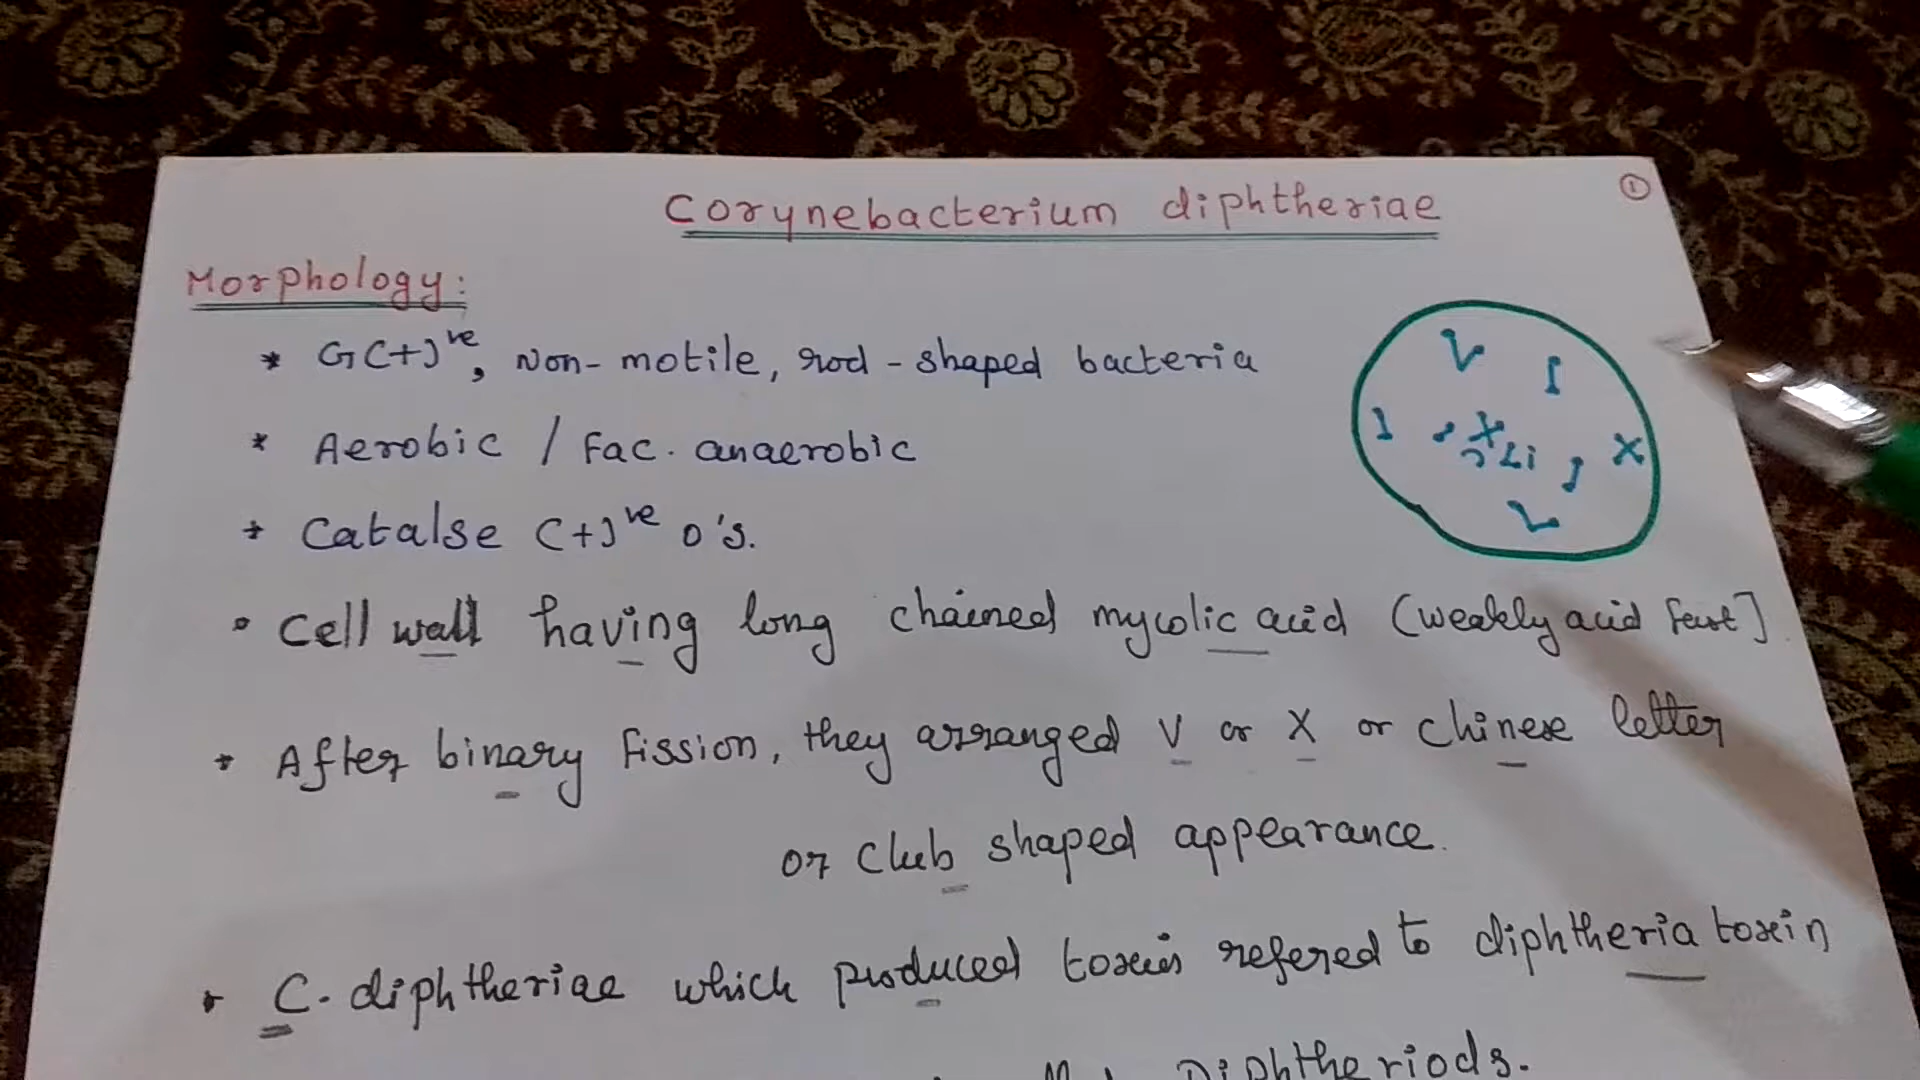 ①
Corynebacterium diphtheriae
Morphology:
* G(+)ve, Non-motile, rod-shaped bacteria
* Aerobic / Fac. anaerobic
* Catalse (+)ve o's.
* Cell wall having long chained mycolic acid (weakly acid fast]
* After binary fission, they arranged V or X or chinese letter
or club shaped appearance.
* C. diphtheriae which produced toxin refered to diphtheria toxin
Diphtheriods.